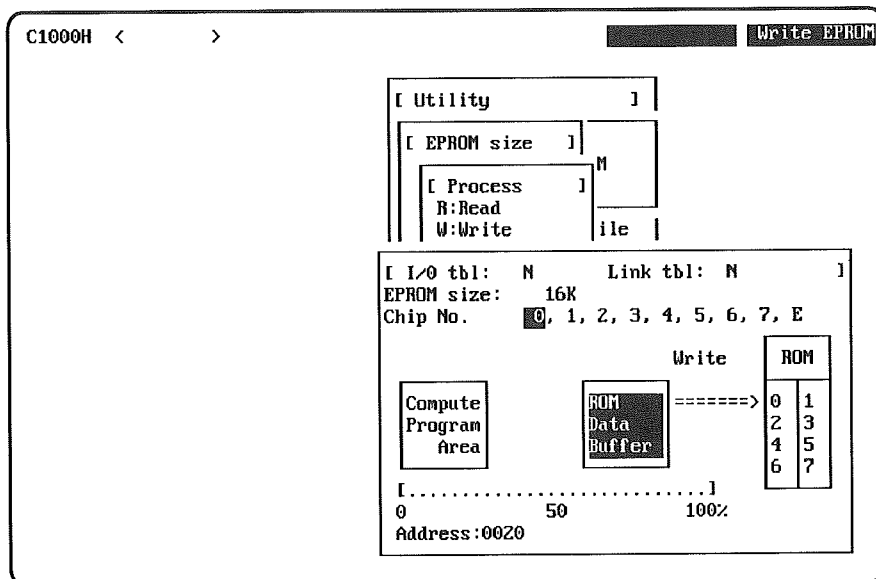 C1000H < > Write EPROM
[ Utility ]
[ EPROM size ]
M
[ Process ]
R:Read
W:Write ile
[ I/O tbl: N Link tbl: N ]
EPROM size: 16K
Chip No. 0, 1, 2, 3, 4, 5, 6, 7, E
Write ROM
Compute ROM =======> 0 1
Program Data 2 3
Area Buffer 4 5
6 7
[............................]
0 50 100%
Address:0020